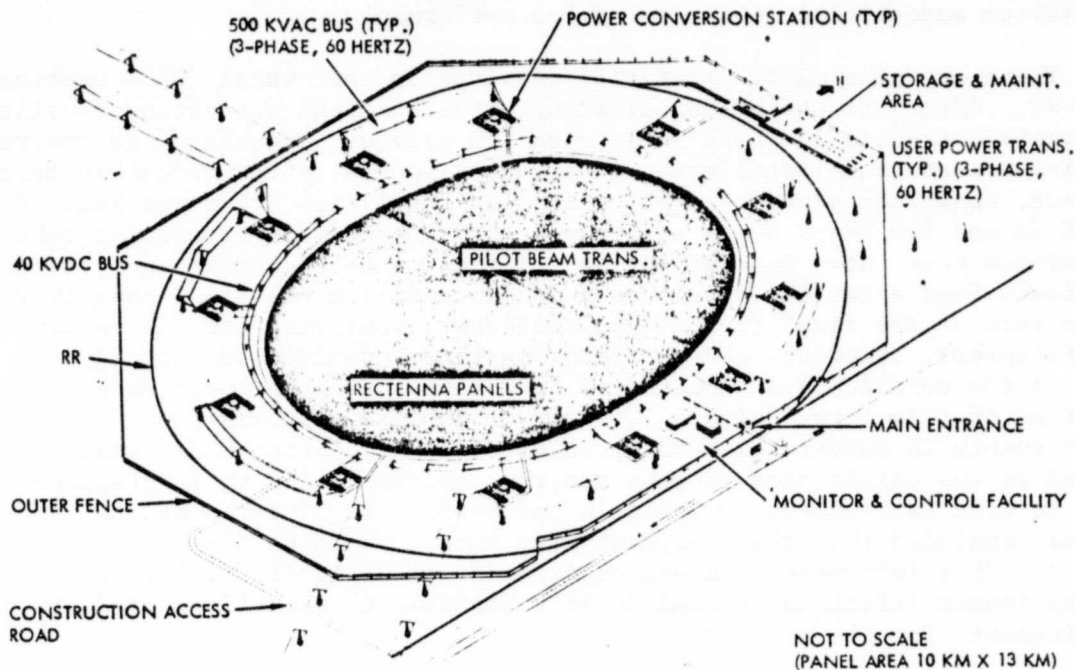 500 KVAC BUS (TYP.)
(3-PHASE, 60 HERTZ)
POWER CONVERSION STATION (TYP)
STORAGE & MAINT.
AREA
USER POWER TRANS.
(TYP.) (3-PHASE,
60 HERTZ)
40 KVDC BUS
PILOT BEAM TRANS.
RR
RECTENNA PANELS
MAIN ENTRANCE
OUTER FENCE
MONITOR & CONTROL FACILITY
CONSTRUCTION ACCESS
ROAD
NOT TO SCALE
(PANEL AREA 10 KM X 13 KM)